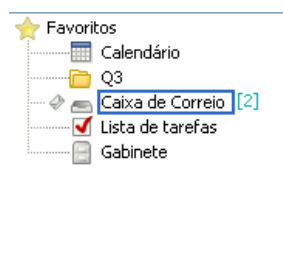 Favoritos
Calendário
Q3
Caixa de Correio [2]
Lista de tarefas
Gabinete